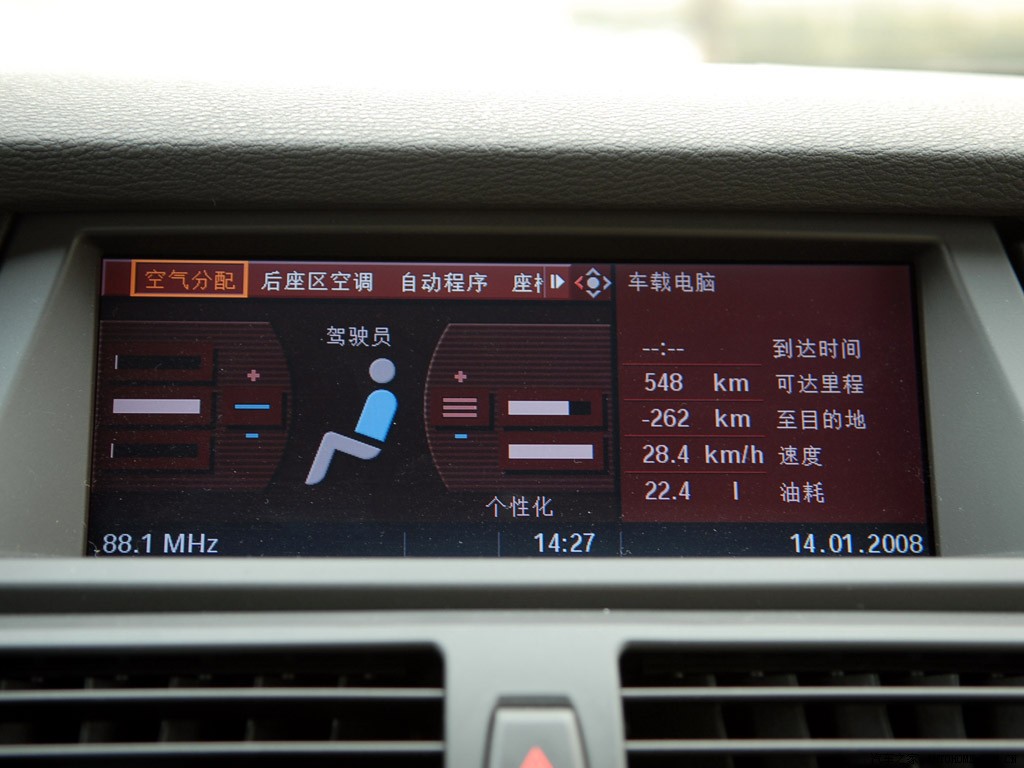 空气分配 后座区空调 自动程序 座 车载电脑
驾驶员
--:-- 到达时间
548 km 可达里程
-262 km 至目的地
28.4 km/h 速度
22.4 l 油耗
个性化
88.1 MHz 14:27 14.01.2008